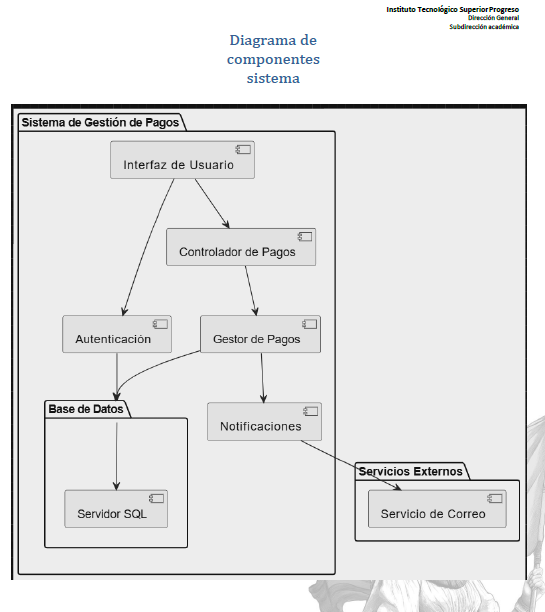 Instituto Tecnológico Superior Progreso
Dirección General
Subdirección académica
Diagrama de
componentes
sistema
Sistema de Gestión de Pagos
Interfaz de Usuario
Controlador de Pagos
Autenticación
Gestor de Pagos
Base de Datos
Notificaciones
Servicios Externos
Servidor SQL
Servicio de Correo